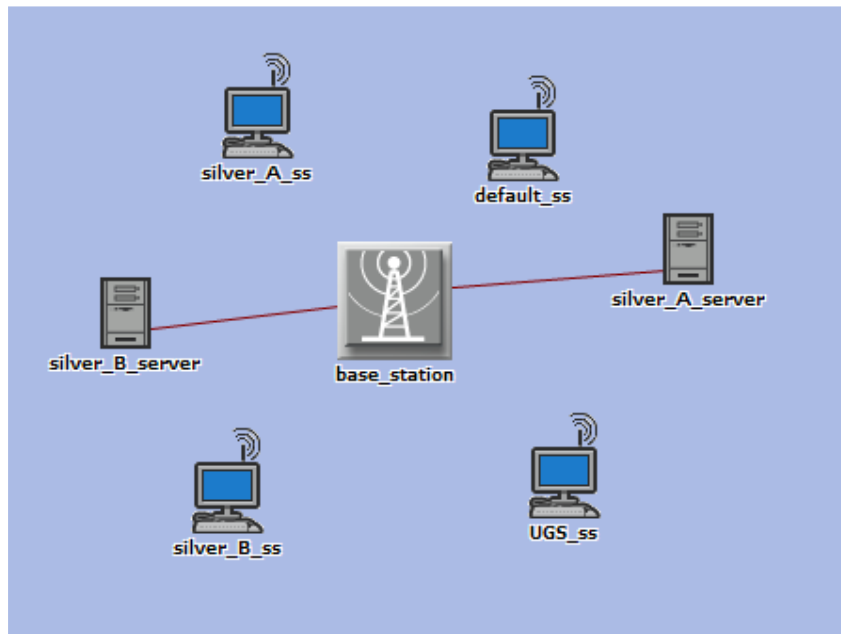 silver_A_ss
default_ss
silver_A_server
silver_B_server
base_station
silver_B_ss
UGS_ss